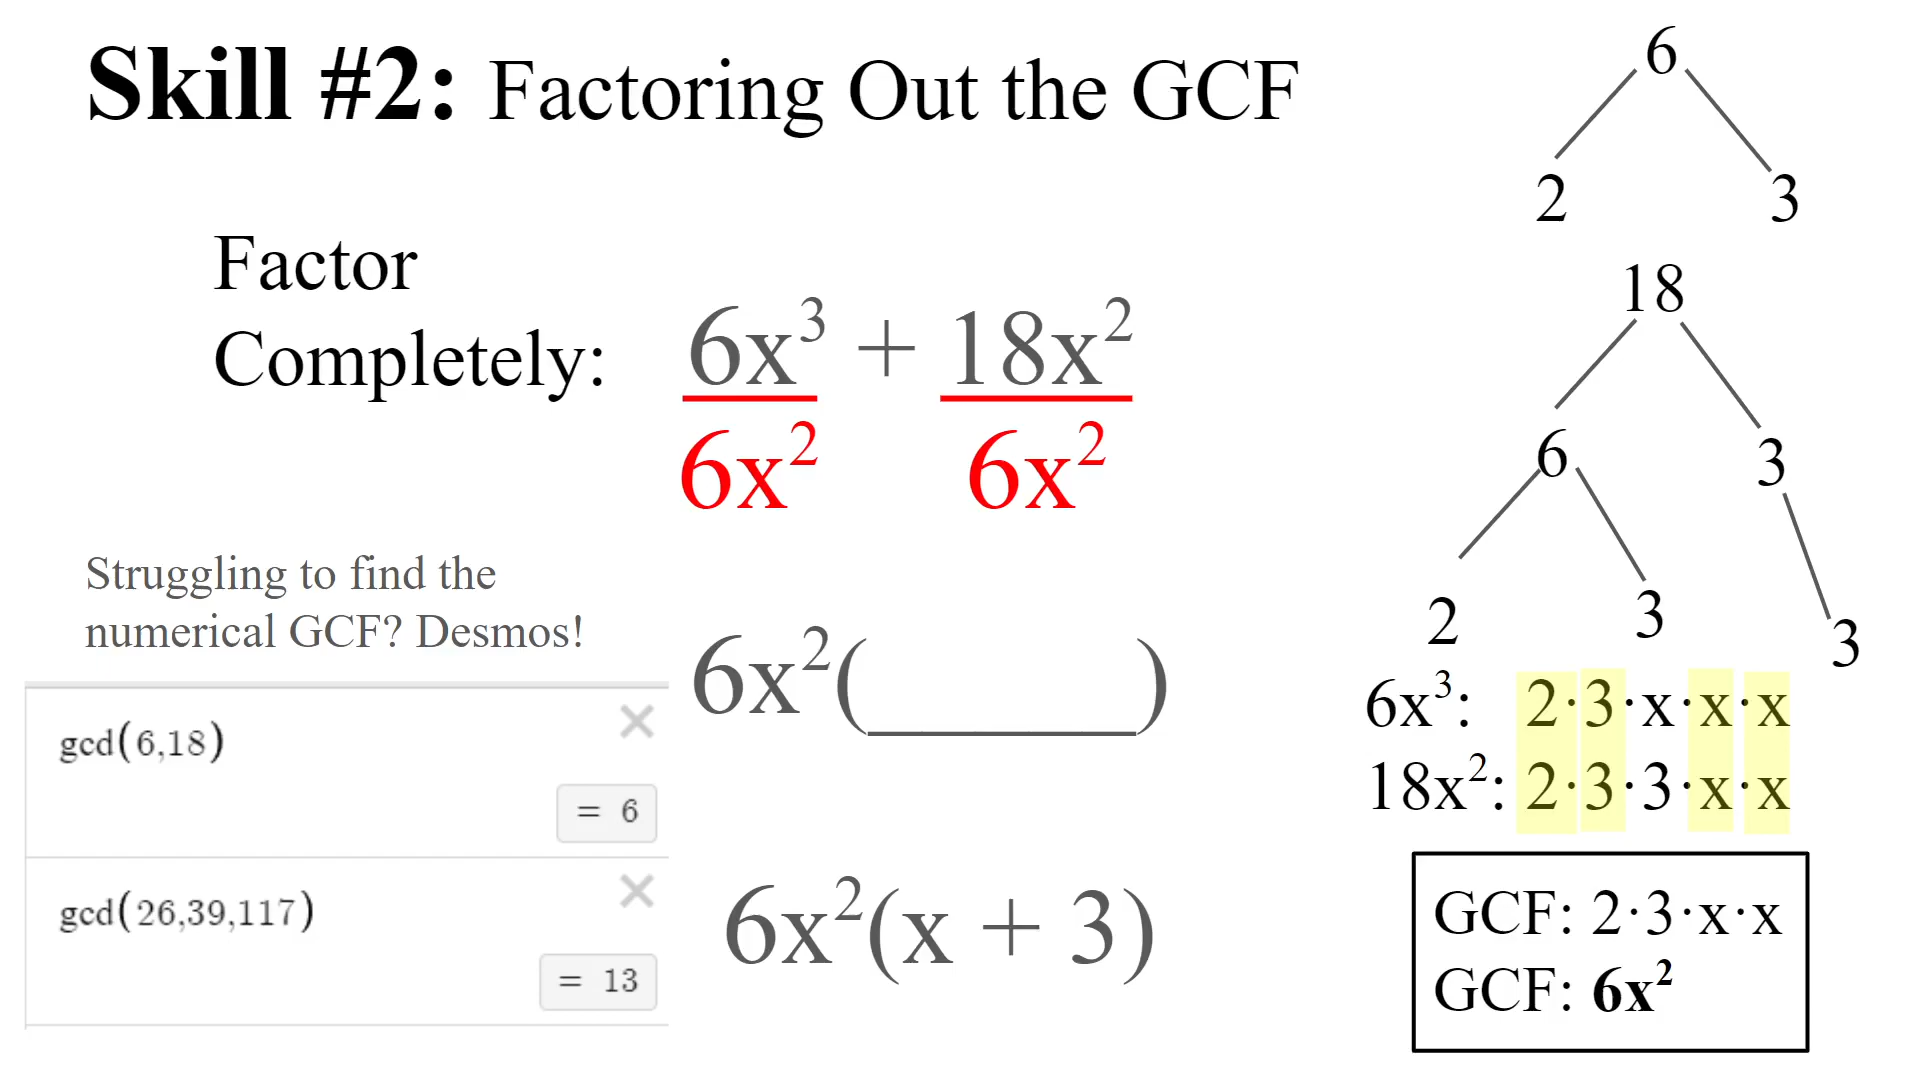 Skill #2: Factoring Out the GCF
Factor
Completely:
6x³ + 18x²
6x² 6x²
6x²(______)
6x²(x + 3)
Struggling to find the
numerical GCF? Desmos!
gcd(6,18)
= 6
gcd(26,39,117)
= 13
6
2 3
18
6 3
2 3 3
6x³: 2·3·x·x·x
18x²: 2·3·3·x·x
GCF: 2·3·x·x
GCF: 6x²